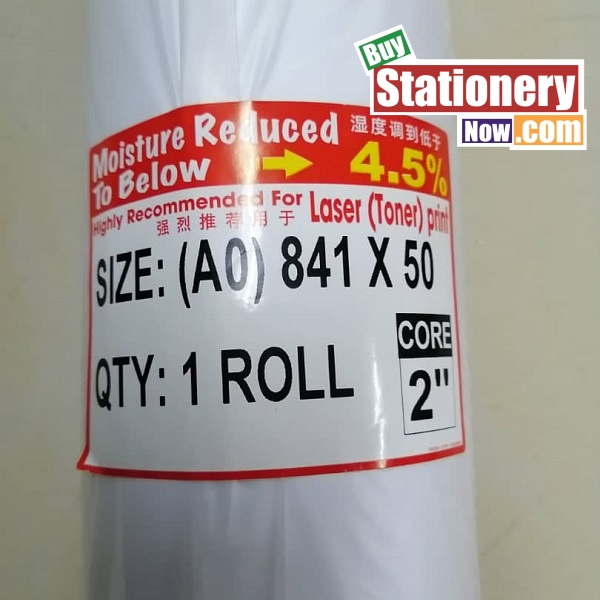 Buy
Stationery
Now.com
Moisture Reduced 湿度调到低于
To Below 4.5%
Highly Recommended For Laser (Toner) print
强烈推荐用于
SIZE: (A0) 841 X 50
CORE
QTY: 1 ROLL 2"